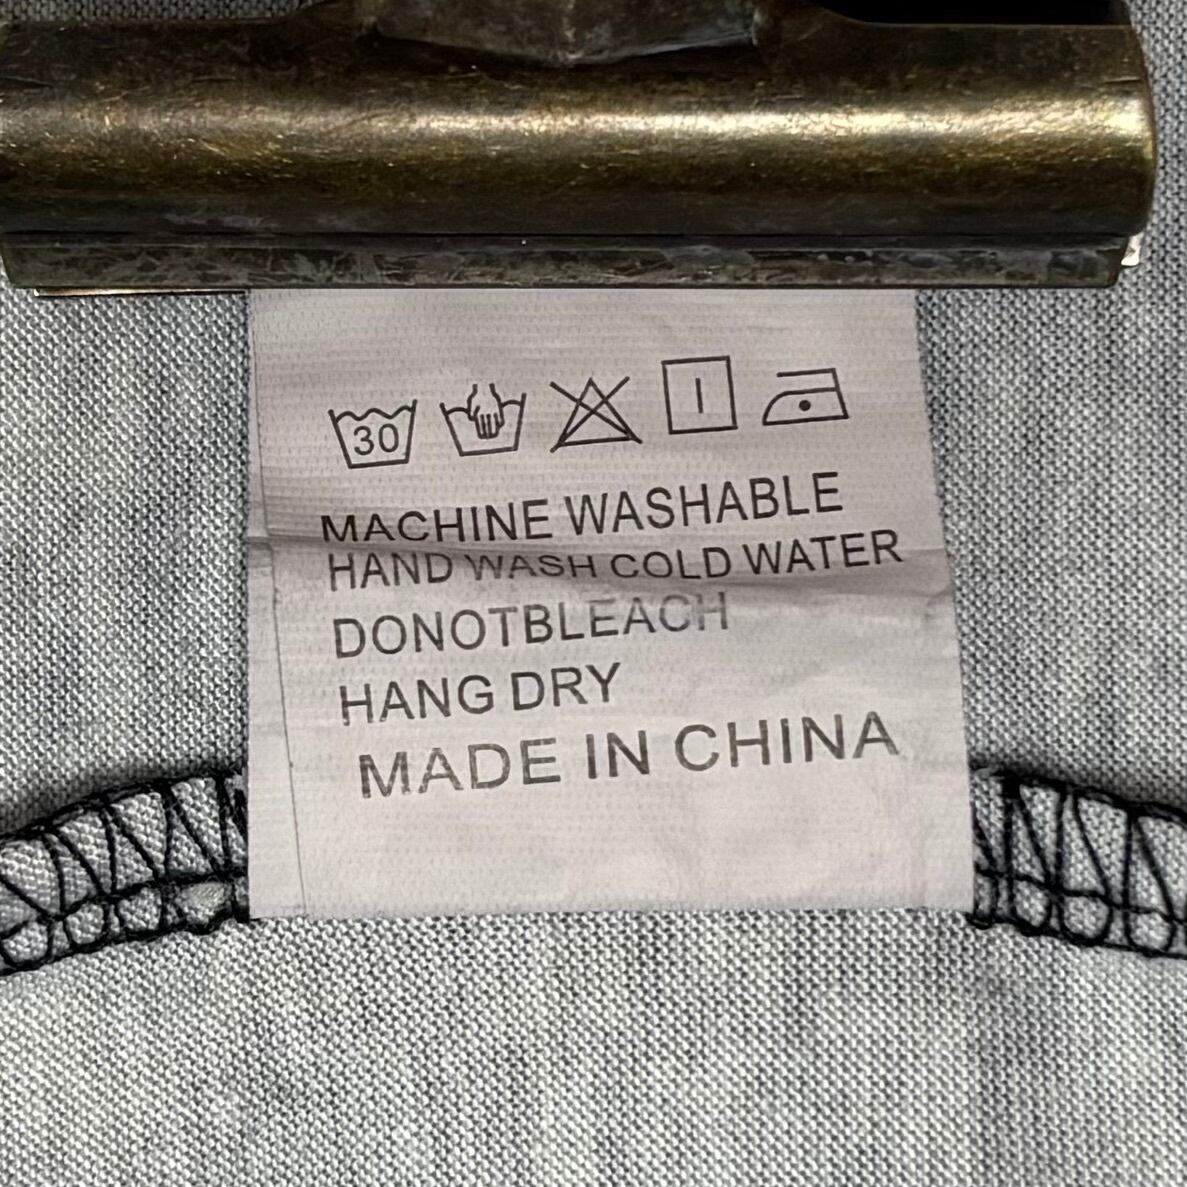 30
MACHINE WASHABLE
HAND WASH COLD WATER
DONOTBLEACH
HANG DRY
MADE IN CHINA